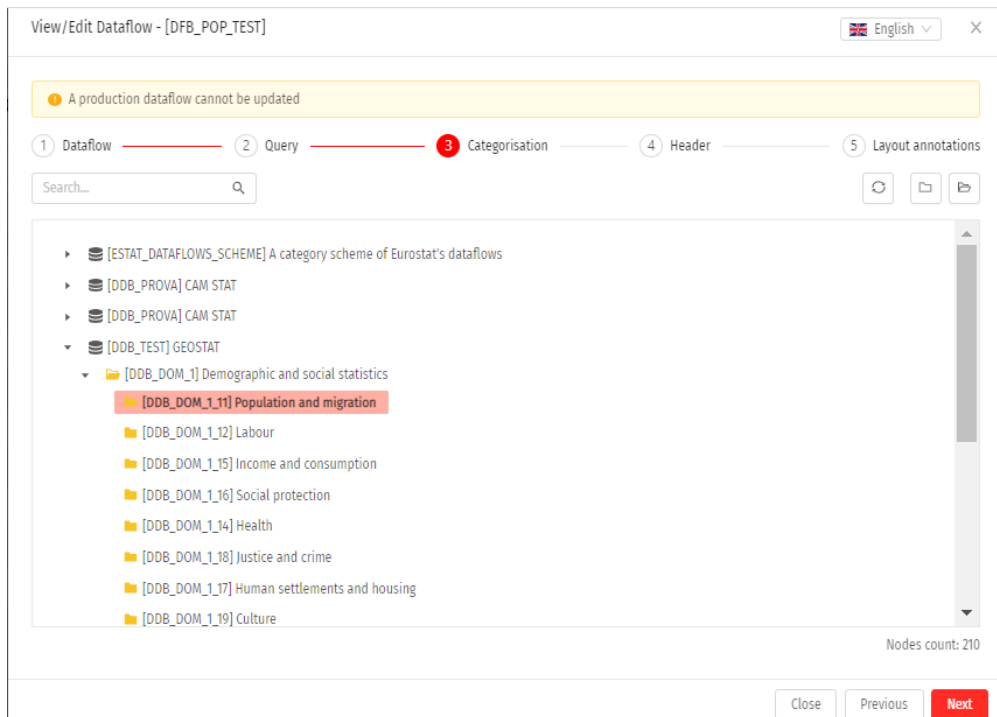 View/Edit Dataflow - [DFB_POP_TEST]
English
A production dataflow cannot be updated
1 Dataflow 2 Query 3 Categorisation 4 Header 5 Layout annotations
Search...
[ESTAT_DATAFLOWS_SCHEME] A category scheme of Eurostat's dataflows
[DDB_PROVA] CAM STAT
[DDB_PROVA] CAM STAT
[DDB_TEST] GEOSTAT
[DDB_DOM_1] Demographic and social statistics
[DDB_DOM_1_11] Population and migration
[DDB_DOM_1_12] Labour
[DDB_DOM_1_15] Income and consumption
[DDB_DOM_1_16] Social protection
[DDB_DOM_1_14] Health
[DDB_DOM_1_18] Justice and crime
[DDB_DOM_1_17] Human settlements and housing
[DDB_DOM_1_19] Culture
Nodes count: 210
Close Previous Next